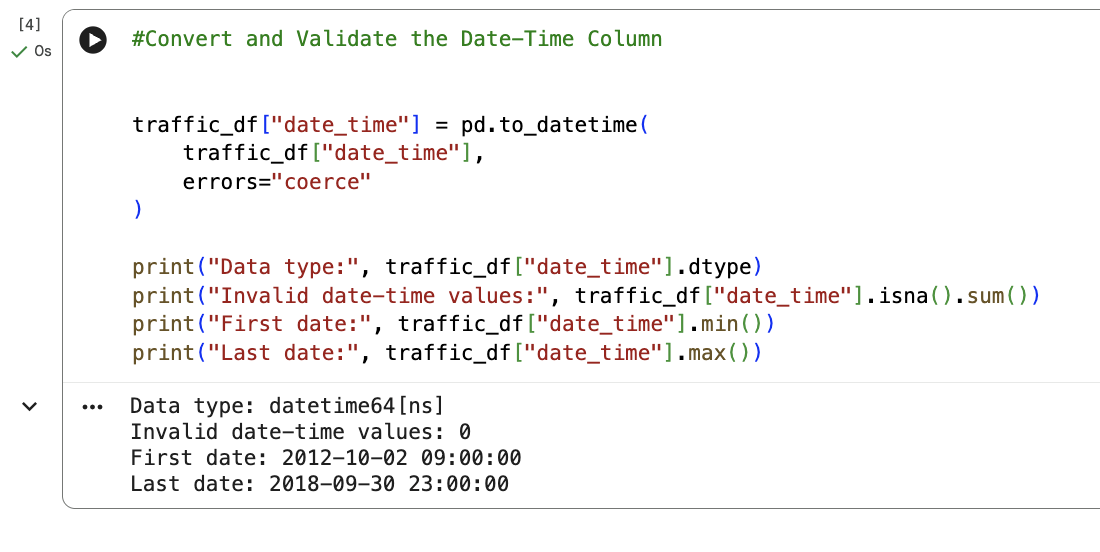 [4]
0s
#Convert and Validate the Date-Time Column
traffic_df["date_time"] = pd.to_datetime(
    traffic_df["date_time"],
    errors="coerce"
)
print("Data type:", traffic_df["date_time"].dtype)
print("Invalid date-time values:", traffic_df["date_time"].isna().sum())
print("First date:", traffic_df["date_time"].min())
print("Last date:", traffic_df["date_time"].max())
Data type: datetime64[ns]
Invalid date-time values: 0
First date: 2012-10-02 09:00:00
Last date: 2018-09-30 23:00:00